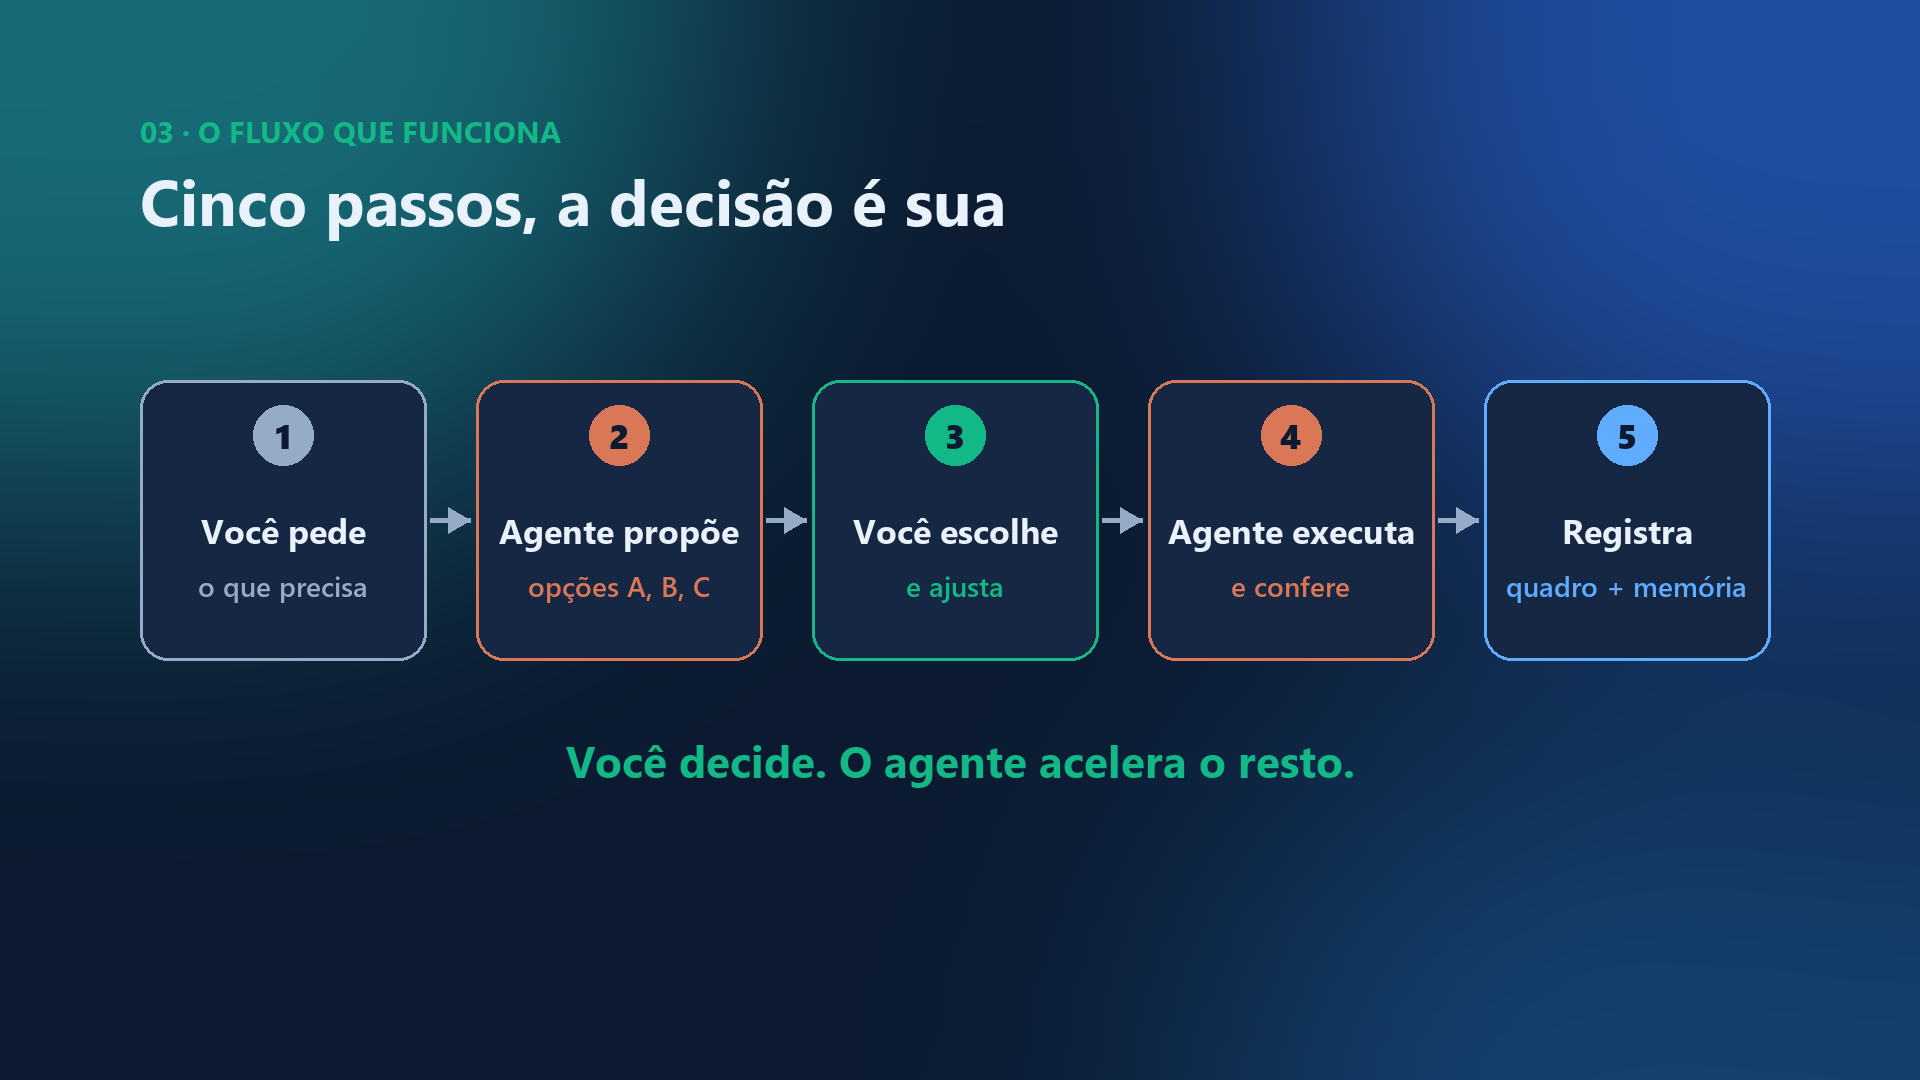 03 · O FLUXO QUE FUNCIONA
Cinco passos, a decisão é sua
1
Você pede
o que precisa
2
Agente propõe
opções A, B, C
3
Você escolhe
e ajusta
4
Agente executa
e confere
5
Registra
quadro + memória
Você decide. O agente acelera o resto.